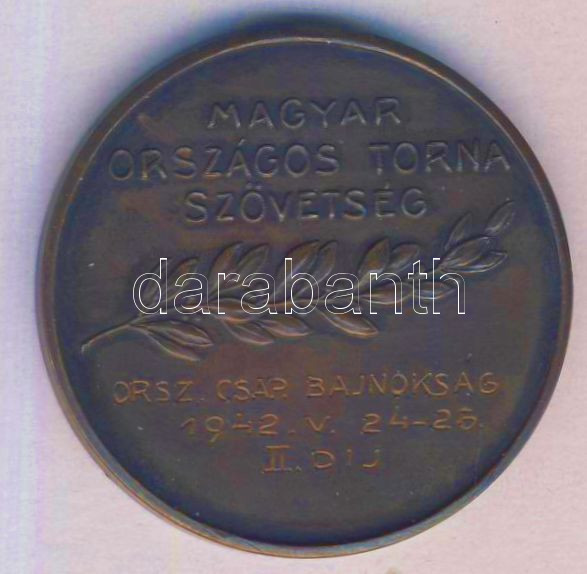 MAGYAR
ORSZÁGOS TORNA
SZÖVETSÉG
darabanth
ORSZ. CSAP. BAJNOKSÁG
1942. V. 24-25.
II. DIJ